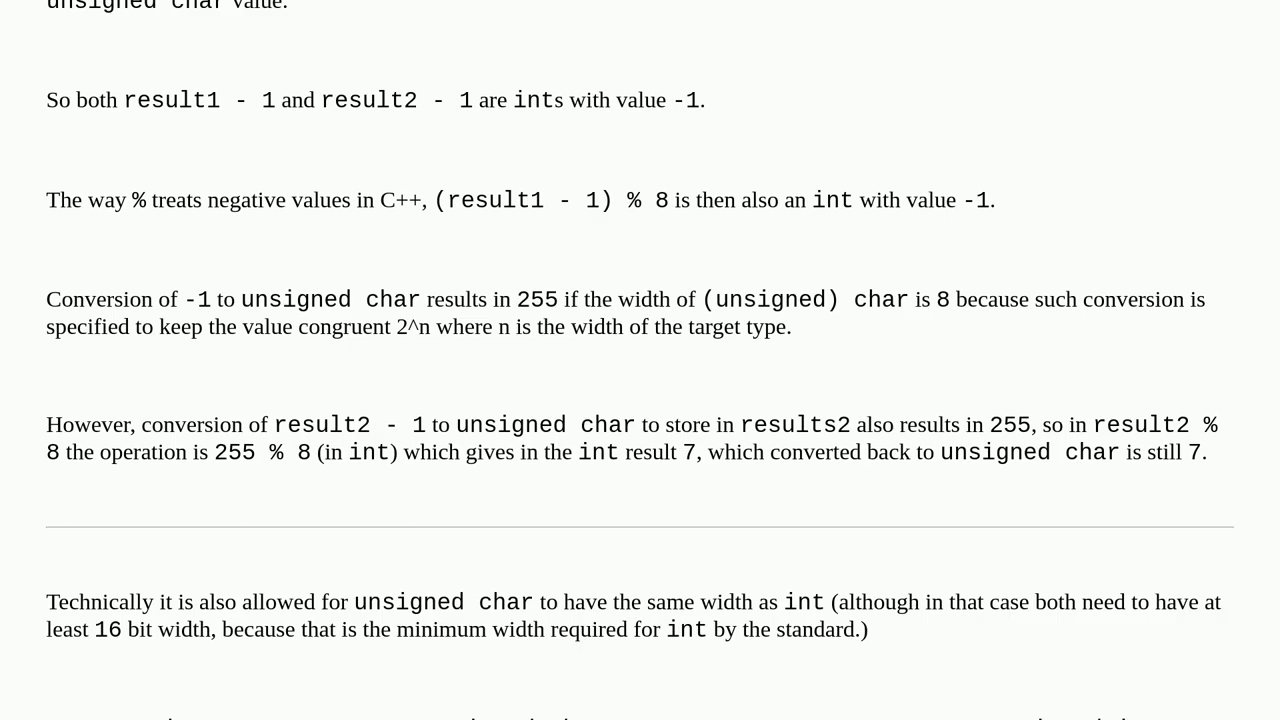 unsigned char value.
So both result1 - 1 and result2 - 1 are ints with value -1.
The way % treats negative values in C++, (result1 - 1) % 8 is then also an int with value -1.
Conversion of -1 to unsigned char results in 255 if the width of (unsigned) char is 8 because such conversion is
specified to keep the value congruent 2^n where n is the width of the target type.
However, conversion of result2 - 1 to unsigned char to store in results2 also results in 255, so in result2 %
8 the operation is 255 % 8 (in int) which gives in the int result 7, which converted back to unsigned char is still 7.
Technically it is also allowed for unsigned char to have the same width as int (although in that case both need to have at
least 16 bit width, because that is the minimum width required for int by the standard.)